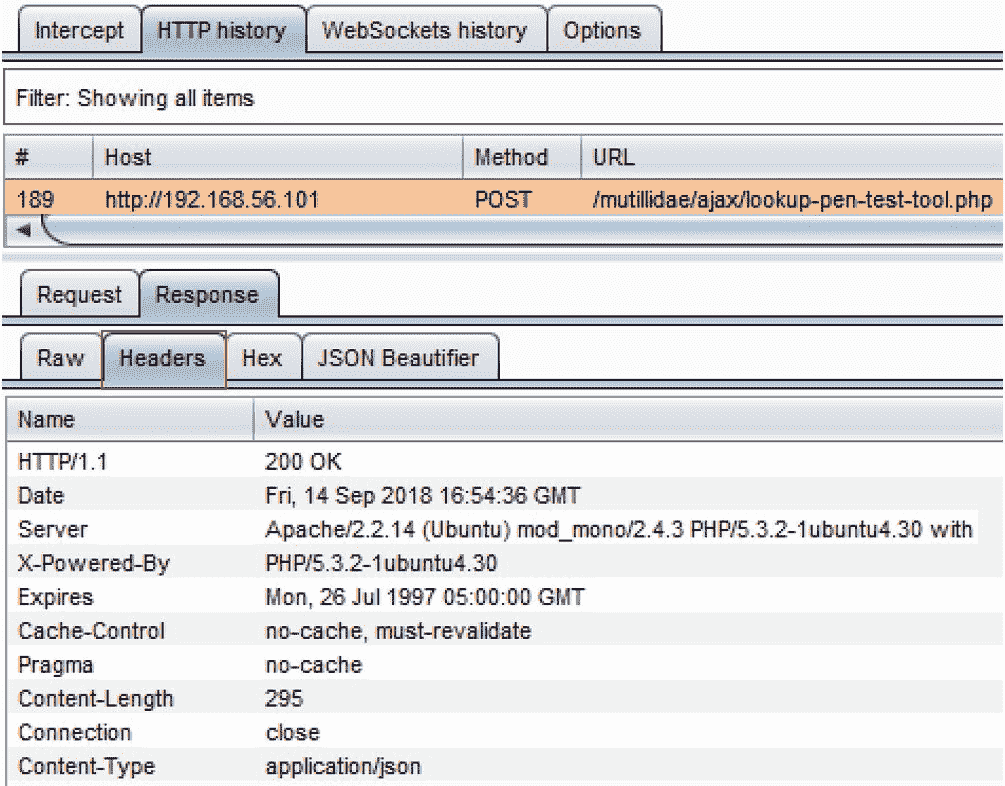 Intercept HTTP history WebSockets history Options
Filter: Showing all items
# Host Method URL
189 http://192.168.56.101 POST /mutillidae/ajax/lookup-pen-test-tool.php
Request Response
Raw Headers Hex JSON Beautifier
Name Value
HTTP/1.1 200 OK
Date Fri, 14 Sep 2018 16:54:36 GMT
Server Apache/2.2.14 (Ubuntu) mod_mono/2.4.3 PHP/5.3.2-1ubuntu4.30 with
X-Powered-By PHP/5.3.2-1ubuntu4.30
Expires Mon, 26 Jul 1997 05:00:00 GMT
Cache-Control no-cache, must-revalidate
Pragma no-cache
Content-Length 295
Connection close
Content-Type application/json